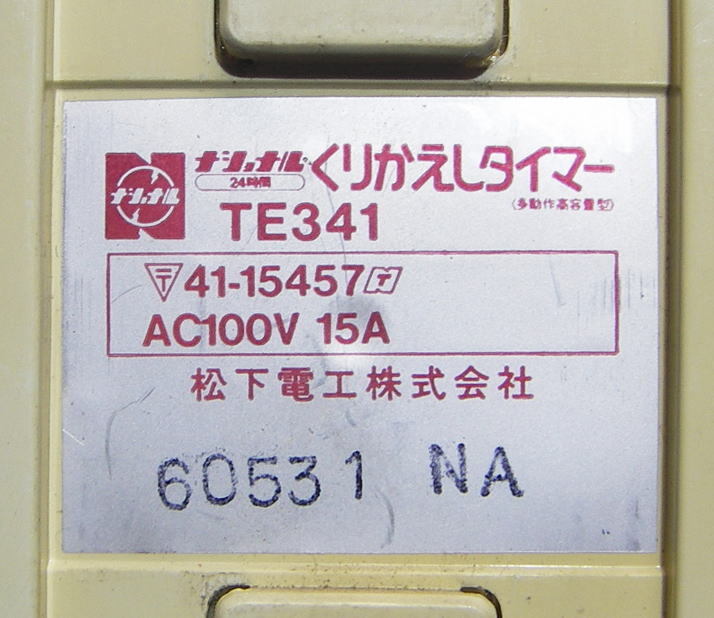 ナショナル
ナショナル くりかえしタイマー
24時間
(多動作高容量型)
TE341
〒41-15457 T
AC100V 15A
松下電工株式会社
60531 NA